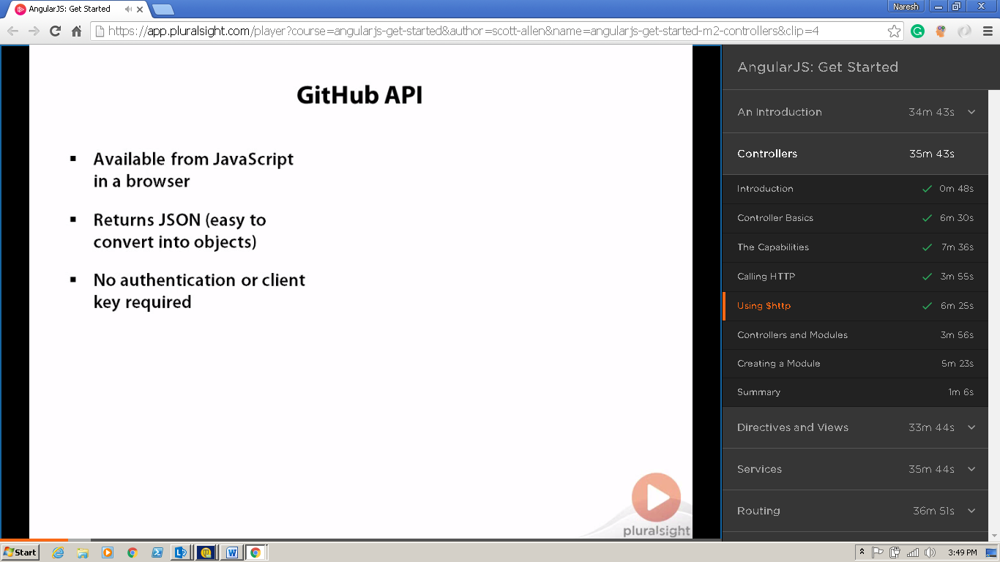 AngularJS: Get Started
Naresh
https://app.pluralsight.com/player?course=angularjs-get-started&author=scott-allen&name=angularjs-get-started-m2-controllers&clip=4
GitHub API
Available from JavaScript
in a browser
Returns JSON (easy to
convert into objects)
No authentication or client
key required
pluralsight
AngularJS: Get Started
An Introduction 34m 43s
Controllers 35m 43s
Introduction 0m 48s
Controller Basics 6m 30s
The Capabilities 7m 36s
Calling HTTP 3m 55s
Using $http 6m 25s
Controllers and Modules 3m 56s
Creating a Module 5m 23s
Summary 1m 6s
Directives and Views 33m 44s
Services 35m 44s
Routing 36m 51s
Start
3:49 PM